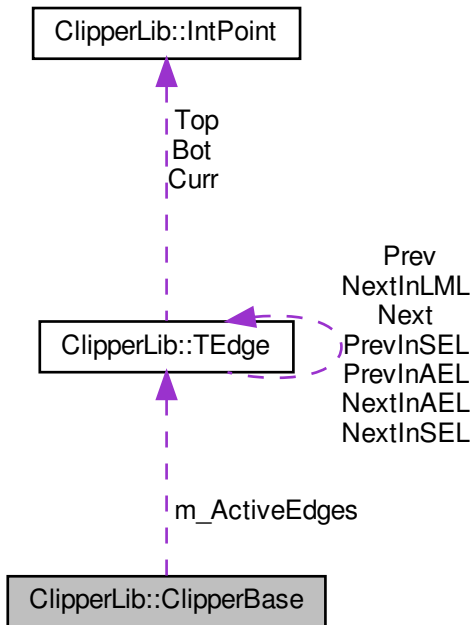 ClipperLib::IntPoint
Top
Bot
Curr
Prev
NextInLML
Next
PrevInSEL
PrevInAEL
NextInAEL
NextInSEL
ClipperLib::TEdge
m_ActiveEdges
ClipperLib::ClipperBase